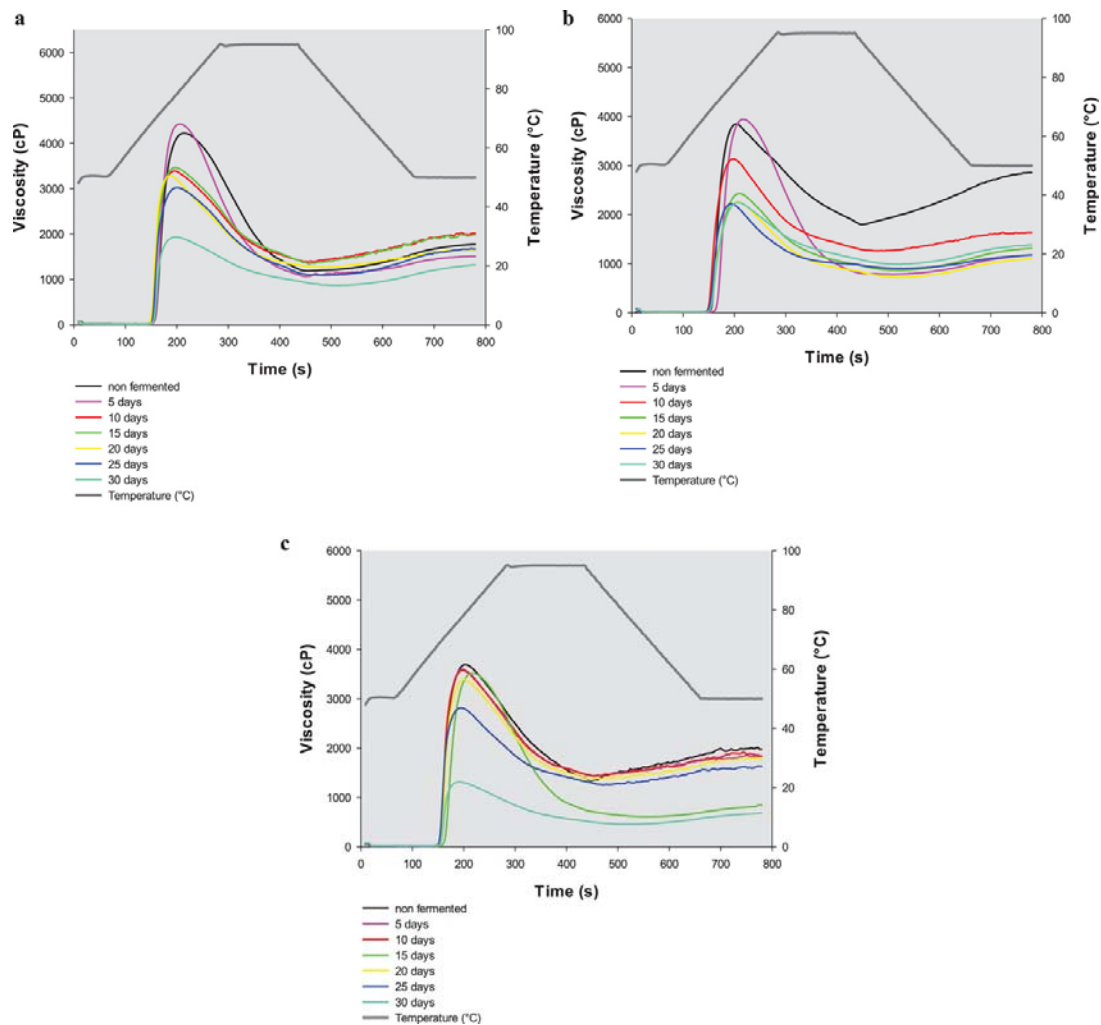 a
Viscosity (cP)
6000
5000
4000
3000
2000
1000
0
0 100 200 300 400 500 600 700 800
Time (s)
100
80
60
40
20
0
Temperature (°C)
non fermented
5 days
10 days
15 days
20 days
25 days
30 days
Temperature (°C)
b
Viscosity (cP)
6000
5000
4000
3000
2000
1000
0
0 100 200 300 400 500 600 700 800
Time (s)
100
80
60
40
20
0
Temperature (°C)
non fermented
5 days
10 days
15 days
20 days
25 days
30 days
Temperature (°C)
c
Viscosity (cP)
6000
5000
4000
3000
2000
1000
0
0 100 200 300 400 500 600 700 800
Time (s)
100
80
60
40
20
0
Temperature (°C)
non fermented
5 days
10 days
15 days
20 days
25 days
30 days
Temperature (°C)